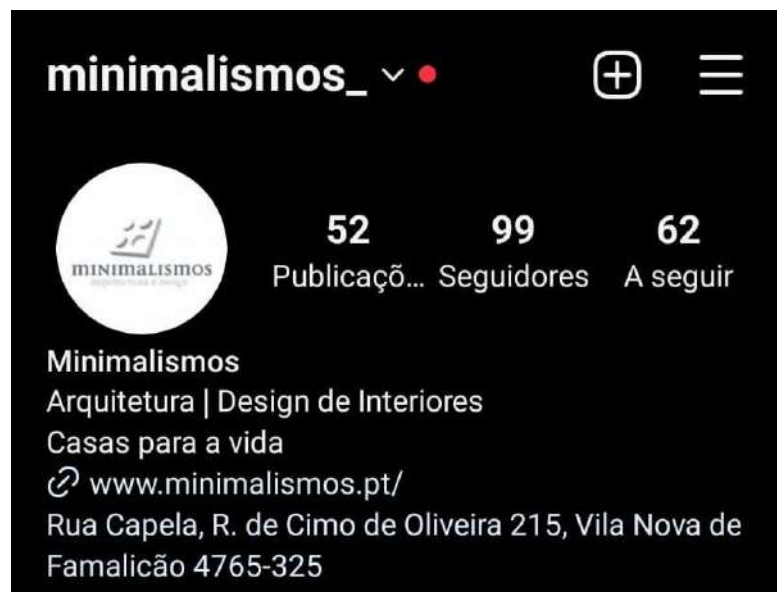 minimalismos_
52
99
62
Publicaçõ...
Seguidores
A seguir
MINIMALISMOS
Minimalismos
Arquitetura | Design de Interiores
Casas para a vida
www.minimalismos.pt/
Rua Capela, R. de Cimo de Oliveira 215, Vila Nova de
Famalicão 4765-325